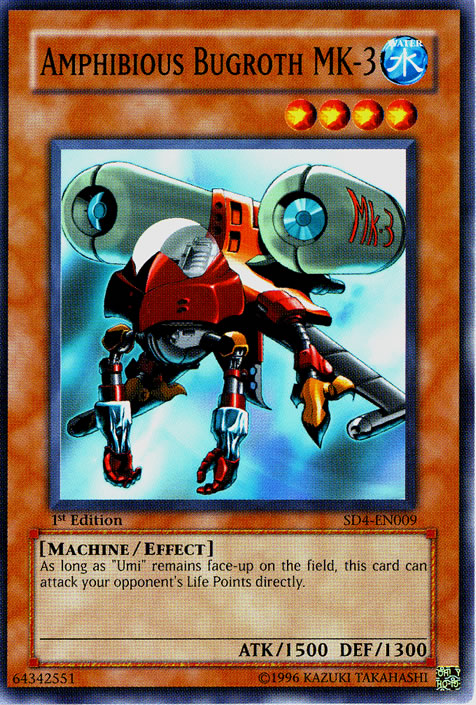 AMPHIBIOUS BUGROTH MK-3
WATER
水
MK-3
1st Edition
SD4-EN009
[MACHINE/EFFECT]
As long as "Umi" remains face-up on the field, this card can
attack your opponent's Life Points directly.
ATK/1500 DEF/1300
64342551
©1996 KAZUKI TAKAHASHI